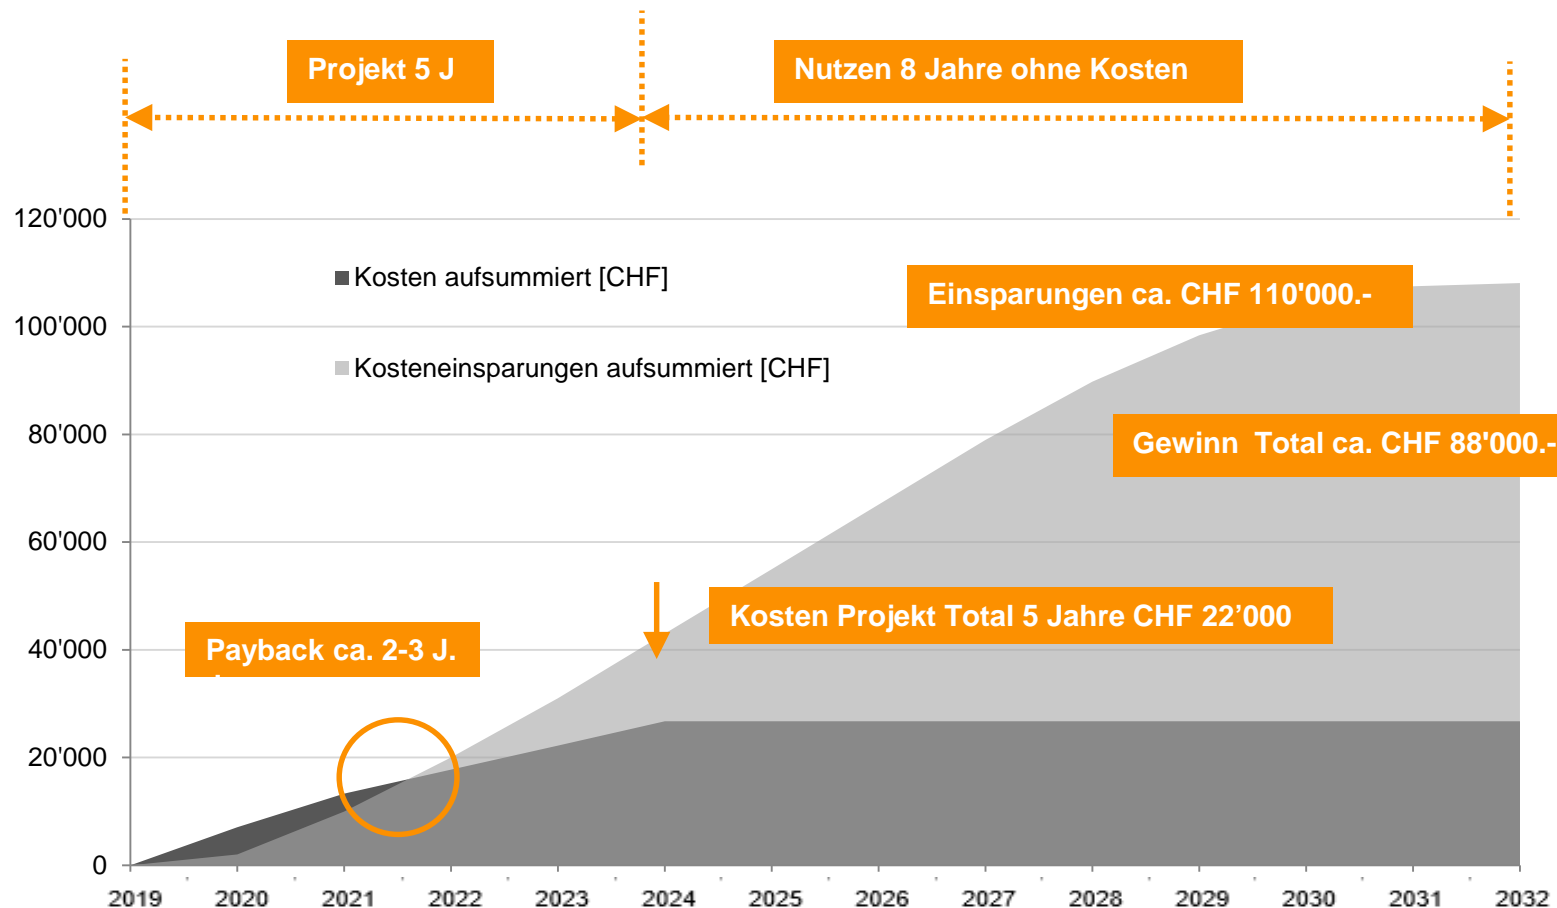 Projekt 5 J
Nutzen 8 Jahre ohne Kosten
120'000
Kosten aufsummiert [CHF]
Einsparungen ca. CHF 110'000.-
100'000
Kosteneinsparungen aufsummiert [CHF]
80'000
Gewinn Total ca. CHF 88'000.-
60'000
Kosten Projekt Total 5 Jahre CHF 22’000
40'000
Payback ca. 2-3 J.
20'000
0
2019 2020 2021 2022 2023 2024 2025 2026 2027 2028 2029 2030 2031 2032